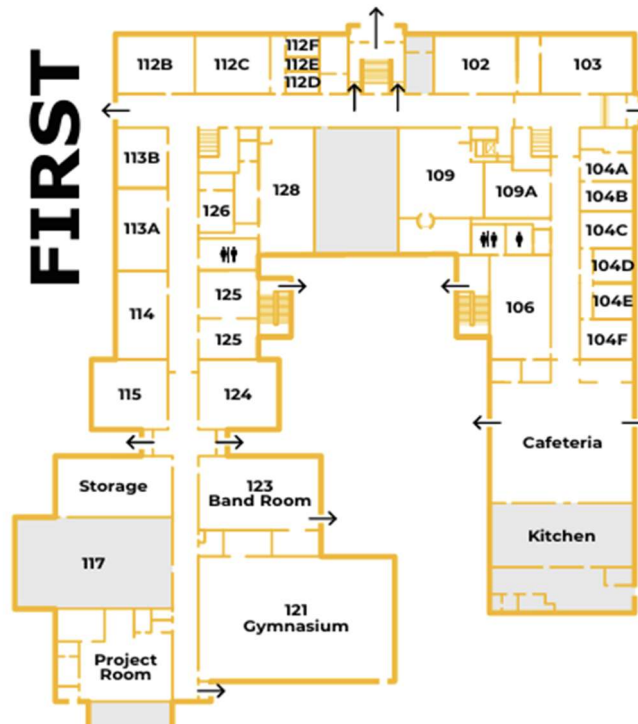 FIRST
112B
112C
112F
112E
112D
102
103
113B
128
109
104A
109A
104B
126
113A
104C
104D
125
114
106
104E
125
104F
115
124
Cafeteria
Storage
123
Band Room
Kitchen
117
121
Gymnasium
Project
Room